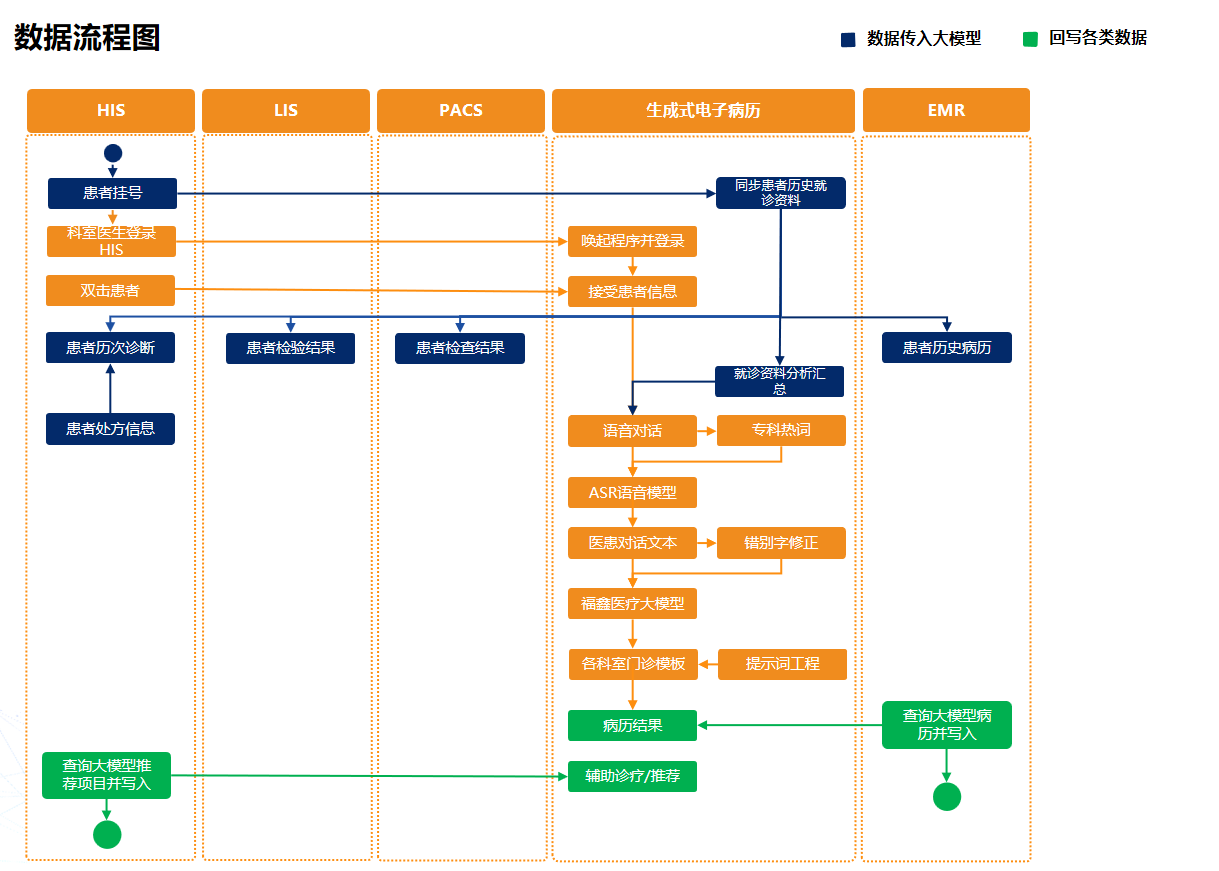 数据流程图
数据传入大模型
回写各类数据
HIS
LIS
PACS
生成式电子病历
EMR
患者挂号
同步患者历史就
诊资料
科室医生登录
HIS
唤起程序并登录
双击患者
接受患者信息
患者历次诊断
患者检验结果
患者检查结果
患者历史病历
就诊资料分析汇
总
患者处方信息
语音对话
专科热词
ASR语音模型
医患对话文本
错别字修正
福鑫医疗大模型
各科室门诊模板
提示词工程
病历结果
查询大模型病
历并写入
查询大模型推
荐项目并写入
辅助诊疗/推荐